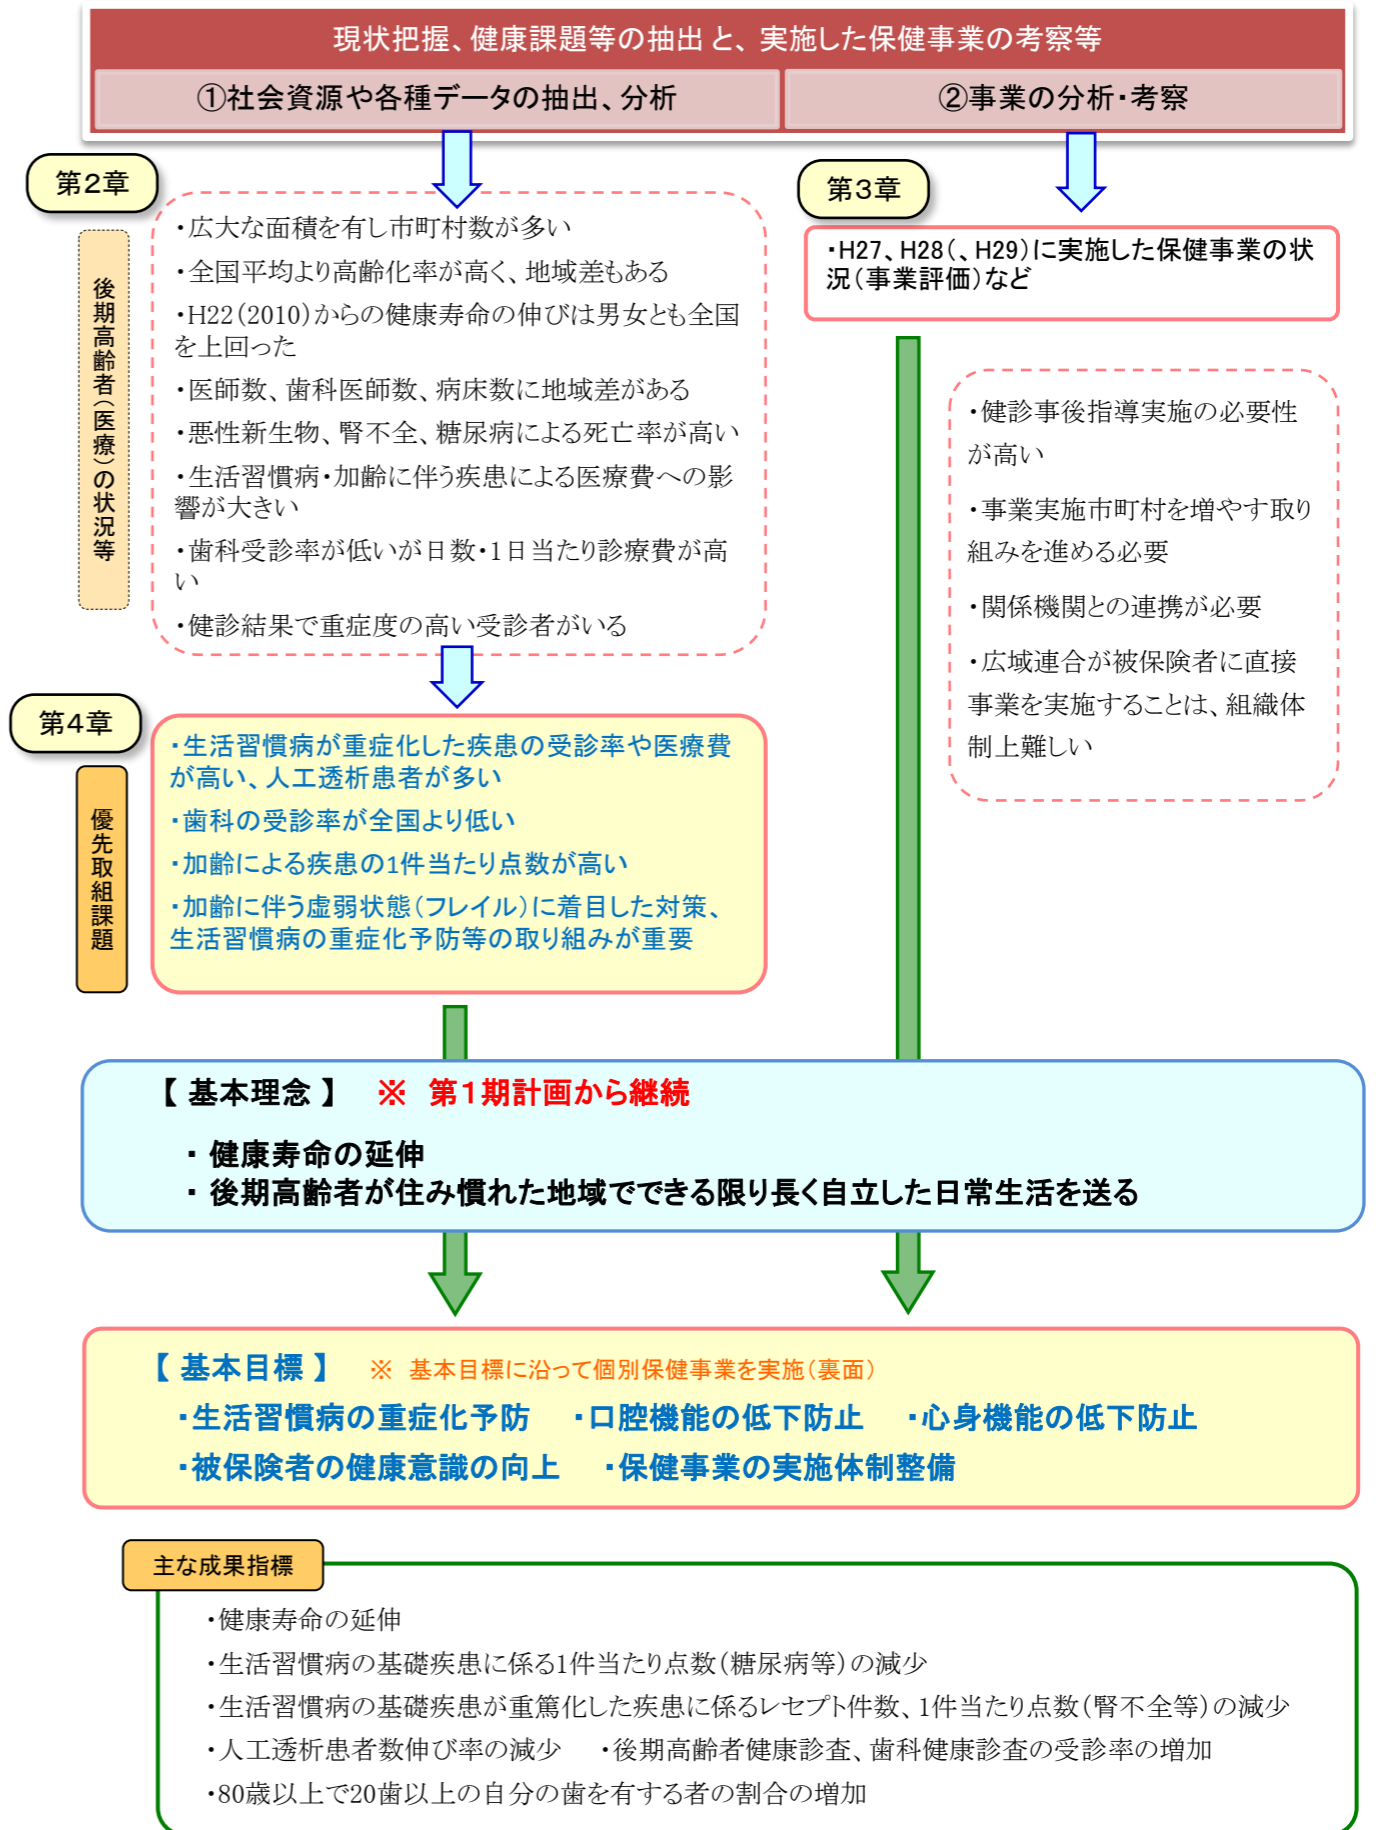 現状把握、健康課題等の抽出と、実施した保健事業の考察等
①社会資源や各種データの抽出、分析
②事業の分析・考察
第2章
後期高齢者(医療)の状況等
・広大な面積を有し市町村数が多い
・全国平均より高齢化率が高く、地域差もある
・H22(2010)からの健康寿命の伸びは男女とも全国
を上回った
・医師数、歯科医師数、病床数に地域差がある
・悪性新生物、腎不全、糖尿病による死亡率が高い
・生活習慣病・加齢に伴う疾患による医療費への影
響が大きい
・歯科受診率が低いが日数・1日当たり診療費が高
い
・健診結果で重症度の高い受診者がいる
第3章
・H27、H28(、H29)に実施した保健事業の状
況(事業評価)など
・健診事後指導実施の必要性
が高い
・事業実施市町村を増やす取り
組みを進める必要
・関係機関との連携が必要
・広域連合が被保険者に直接
事業を実施することは、組織体
制上難しい
第4章
優先取組課題
・生活習慣病が重症化した疾患の受診率や医療費
が高い、人工透析患者が多い
・歯科の受診率が全国より低い
・加齢による疾患の1件当たり点数が高い
・加齢に伴う虚弱状態(フレイル)に着目した対策、
生活習慣病の重症化予防等の取り組みが重要
【 基本理念 】 ※ 第1期計画から継続
・ 健康寿命の延伸
・ 後期高齢者が住み慣れた地域でできる限り長く自立した日常生活を送る
【 基本目標 】 ※ 基本目標に沿って個別保健事業を実施(裏面)
・生活習慣病の重症化予防 ・口腔機能の低下防止 ・心身機能の低下防止
・被保険者の健康意識の向上 ・保健事業の実施体制整備
主な成果指標
・健康寿命の延伸
・生活習慣病の基礎疾患に係る1件当たり点数(糖尿病等)の減少
・生活習慣病の基礎疾患が重篤化した疾患に係るレセプト件数、1件当たり点数(腎不全等)の減少
・人工透析患者数伸び率の減少 ・後期高齢者健康診査、歯科健康診査の受診率の増加
・80歳以上で20歯以上の自分の歯を有する者の割合の増加